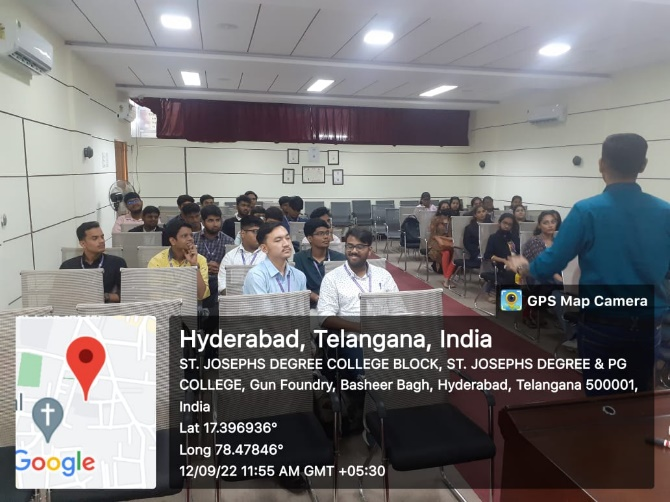 GPS Map Camera
Hyderabad, Telangana, India
ST. JOSEPHS DEGREE COLLEGE BLOCK, ST. JOSEPHS DEGREE & PG
COLLEGE, Gun Foundry, Basheer Bagh, Hyderabad, Telangana 500001,
India
Lat 17.396936°
Long 78.47846°
12/09/22 11:55 AM GMT +05:30
Google